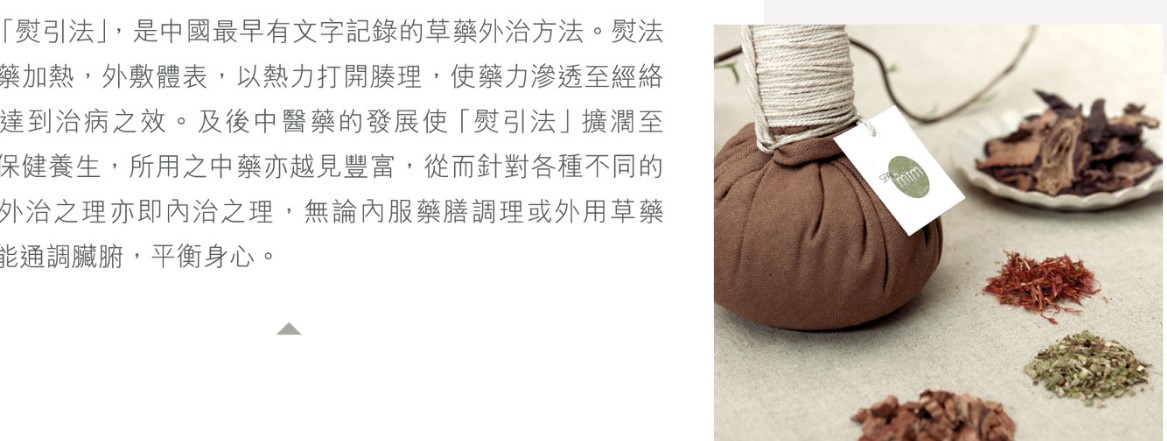 「熨引法」，是中國最早有文字記錄的草藥外治方法。熨法
藥加熱，外敷體表，以熱力打開腠理，使藥力滲透至經絡
達到治病之效。及後中醫藥的發展使「熨引法」擴濶至
保健養生，所用之中藥亦越見豐富，從而針對各種不同的
外治之理亦即內治之理，無論內服藥膳調理或外用草藥
能通調臟腑，平衡身心。
mtm